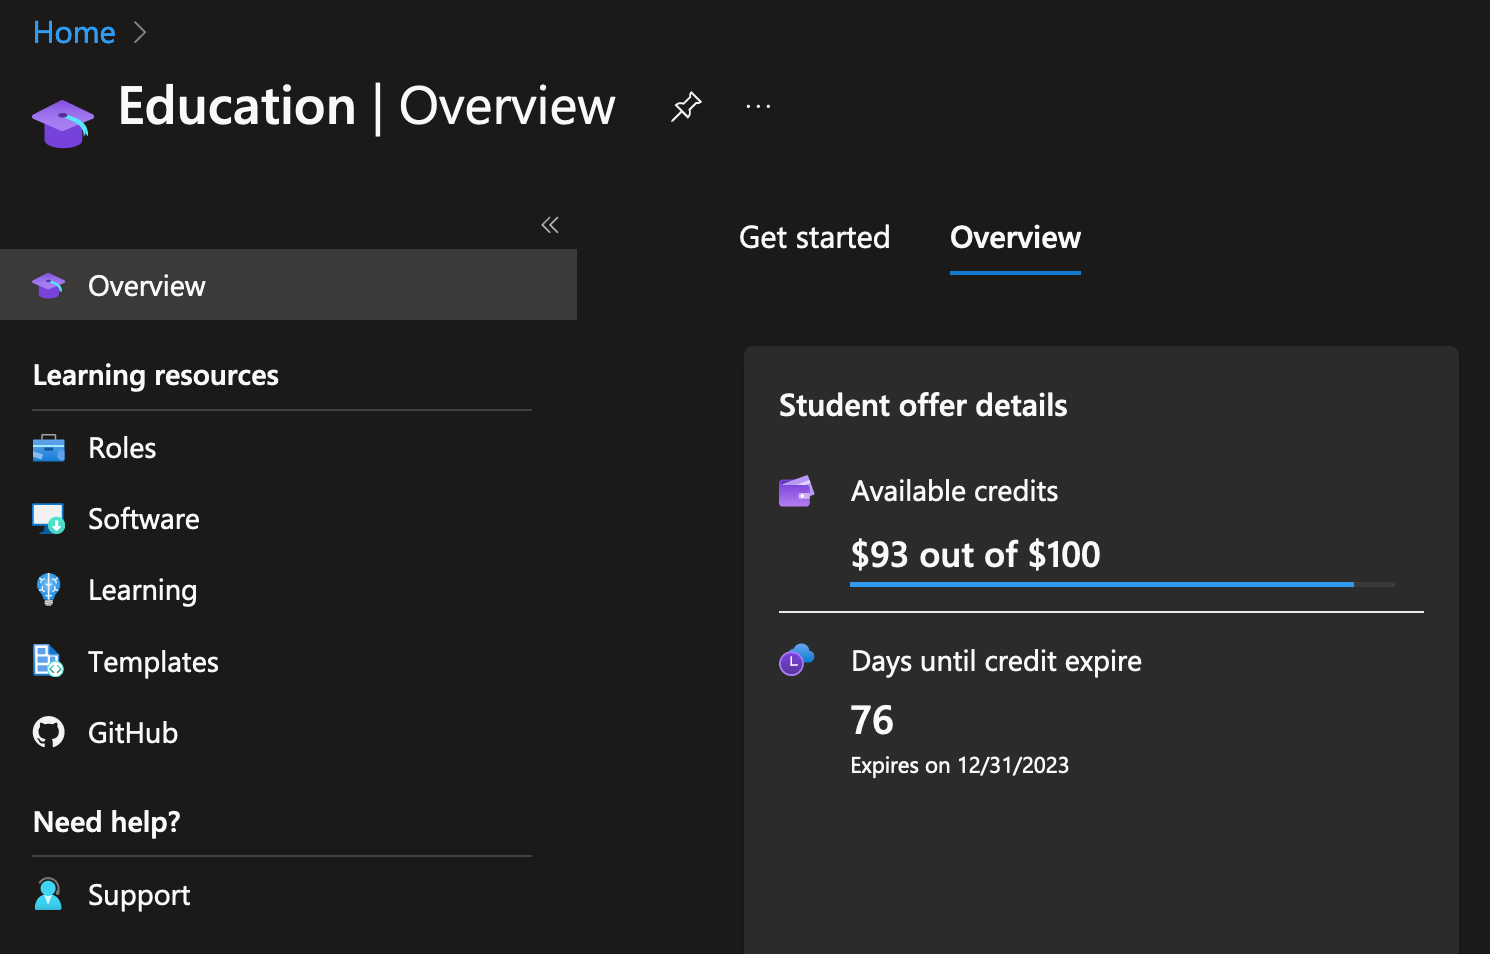 Home
Education | Overview
...
Overview
Learning resources
Roles
Software
Learning
Templates
GitHub
Need help?
Support
Get started
Overview
Student offer details
Available credits
$93 out of $100
Days until credit expire
76
Expires on 12/31/2023